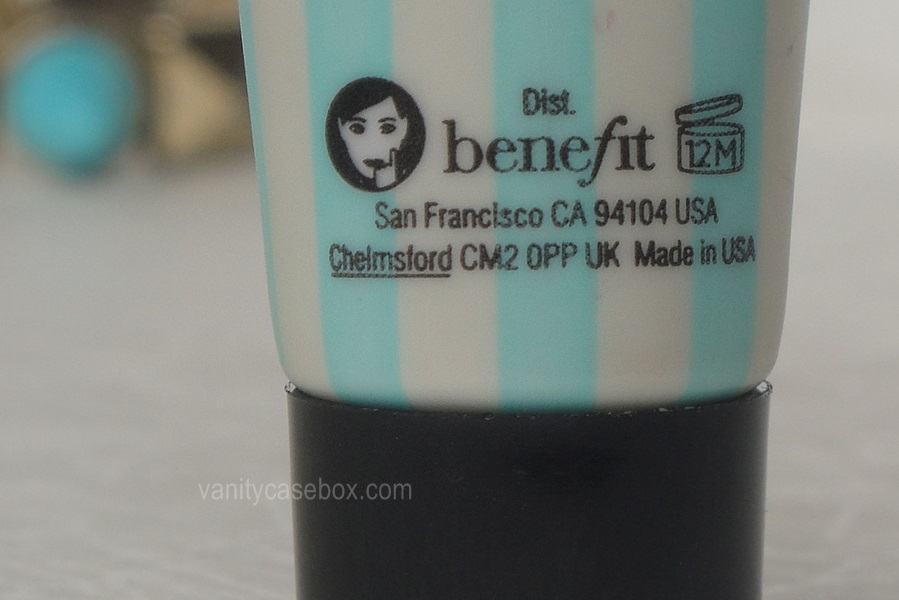 Dist.
benefit
12M
San Francisco CA 94104 USA
Chelmsford CM2 0PP UK Made in USA
vanitycasebox.com